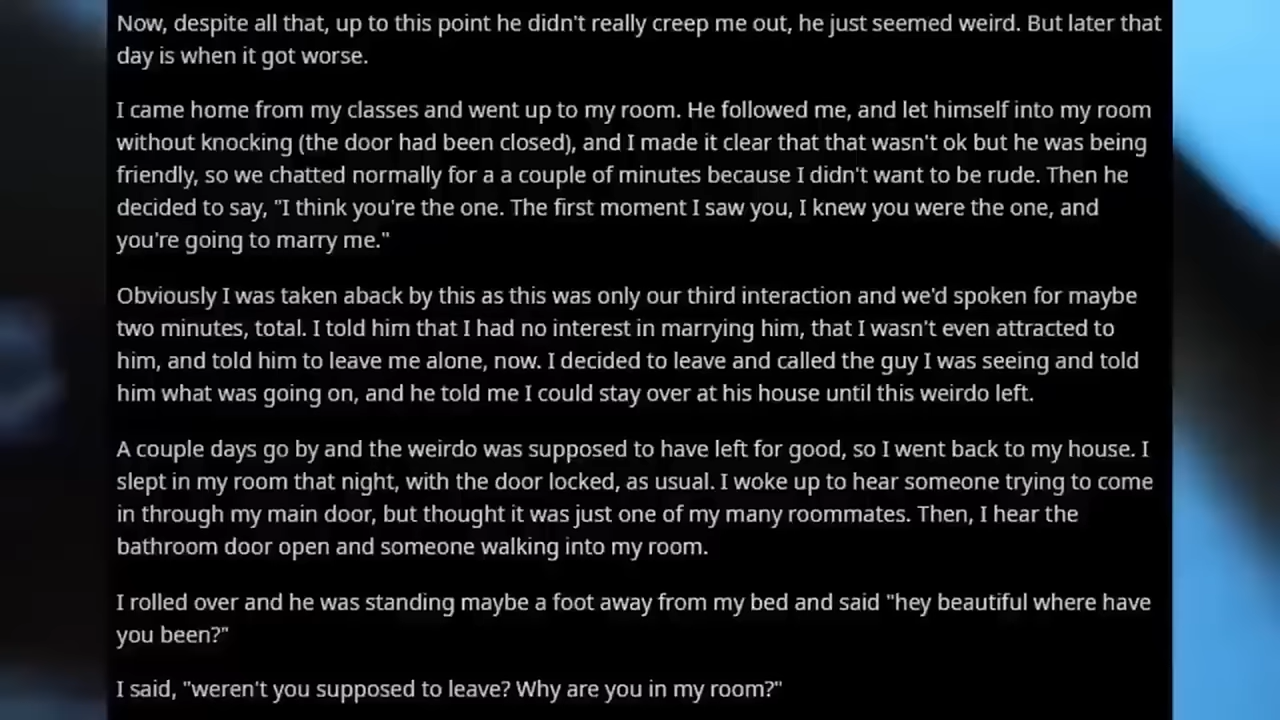 Now, despite all that, up to this point he didn't really creep me out, he just seemed weird. But later that
day is when it got worse.
I came home from my classes and went up to my room. He followed me, and let himself into my room
without knocking (the door had been closed), and I made it clear that that wasn't ok but he was being
friendly, so we chatted normally for a a couple of minutes because I didn't want to be rude. Then he
decided to say, "I think you're the one. The first moment I saw you, I knew you were the one, and
you're going to marry me."
Obviously I was taken aback by this as this was only our third interaction and we'd spoken for maybe
two minutes, total. I told him that I had no interest in marrying him, that I wasn't even attracted to
him, and told him to leave me alone, now. I decided to leave and called the guy I was seeing and told
him what was going on, and he told me I could stay over at his house until this weirdo left.
A couple days go by and the weirdo was supposed to have left for good, so I went back to my house. I
slept in my room that night, with the door locked, as usual. I woke up to hear someone trying to come
in through my main door, but thought it was just one of my many roommates. Then, I hear the
bathroom door open and someone walking into my room.
I rolled over and he was standing maybe a foot away from my bed and said "hey beautiful where have
you been?"
I said, "weren't you supposed to leave? Why are you in my room?"